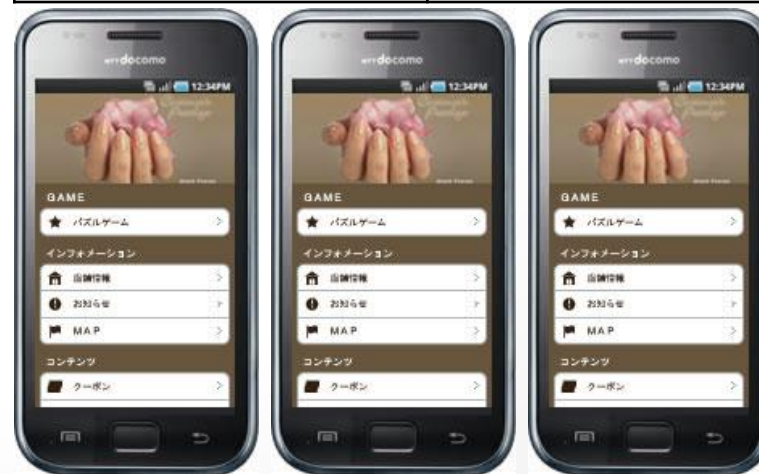 NTT docomo
12:34PM
GAME
パズルゲーム
インフォメーション
店舗情報
お知らせ
MAP
コンテンツ
クーポン
NTT docomo
12:34PM
GAME
パズルゲーム
インフォメーション
店舗情報
お知らせ
MAP
コンテンツ
クーポン
NTT docomo
12:34PM
GAME
パズルゲーム
インフォメーション
店舗情報
お知らせ
MAP
コンテンツ
クーポン